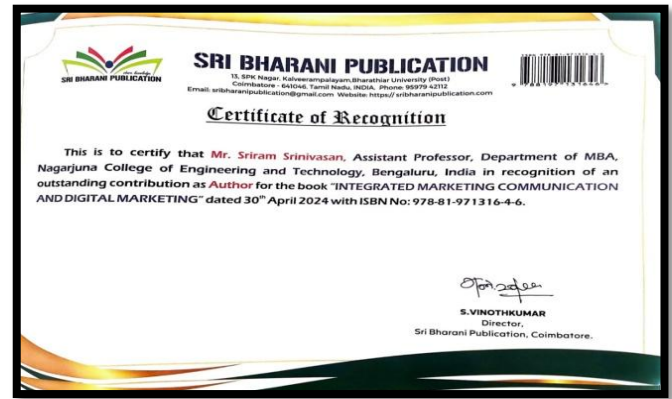 SRI BHARANI PUBLICATION
SRI BHARANI PUBLICATION
13, SPK Nagar, Kalveerampalayam,Bharathiar University (Post)
Coimbatore - 641046, Tamil Nadu, INDIA. Phone: 95979 42112
Email: sribharanipublication@gmail.com Website: https// sribharanipublication.com
Certificate of Recognition
This is to certify that Mr. Sriram Srinivasan, Assistant Professor, Department of MBA,
Nagarjuna College of Engineering and Technology, Bengaluru, India in recognition of an
outstanding contribution as Author for the book "INTEGRATED MARKETING COMMUNICATION
AND DIGITAL MARKETING" dated 30th April 2024 with ISBN No: 978-81-971316-4-6.
S.VINOTHKUMAR
Director,
Sri Bharani Publication, Coimbatore.